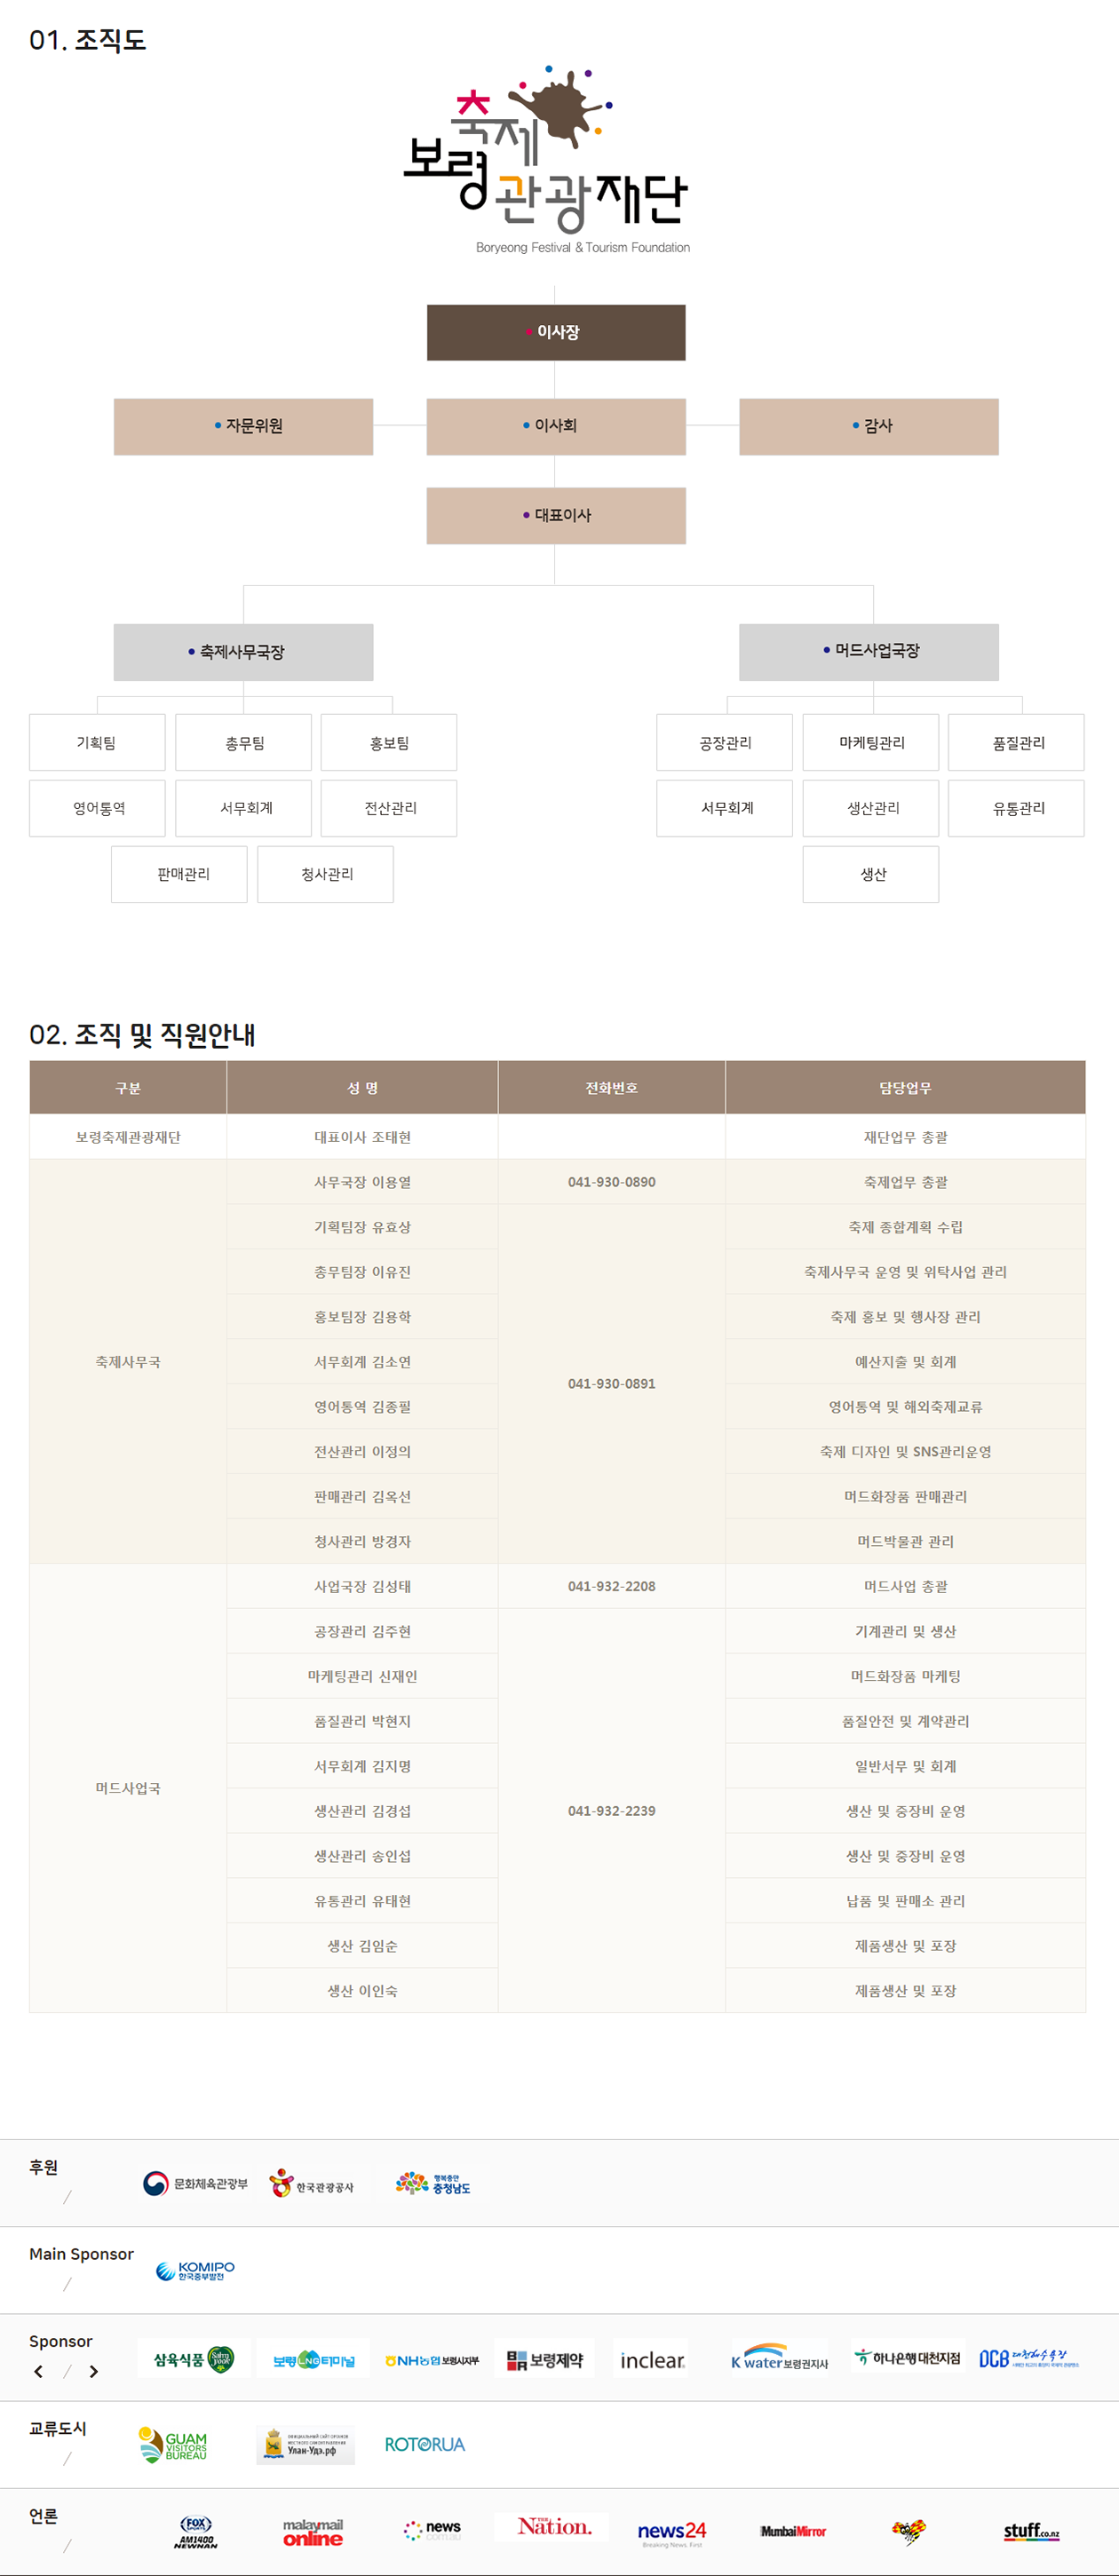 01. 조직도
축제
보령
관광재단
Boryeong Festival & Tourism Foundation
이사장
자문위원 이사회 감사
대표이사
축제사무국장 머드사업국장
기획팀 총무팀 홍보팀 공장관리 마케팅관리 품질관리
영어통역 서무회계 전산관리 서무회계 생산관리 유통관리
판매관리 청사관리 생산
02. 조직 및 직원안내
구분 성 명 전화번호 담당업무
보령축제관광재단 대표이사 조태현 재단업무 총괄
사무국장 이용열 041-930-0890 축제업무 총괄
기획팀장 유효상 축제 종합계획 수립
총무팀장 이유진 축제사무국 운영 및 위탁사업 관리
홍보팀장 김용학 축제 홍보 및 행사장 관리
축제사무국 서무회계 김소연 예산지출 및 회계
041-930-0891
영어통역 김종필 영어통역 및 해외축제교류
전산관리 이정의 축제 디자인 및 SNS관리운영
판매관리 김옥선 머드화장품 판매관리
청사관리 방경자 머드박물관 관리
사업국장 김성태 041-932-2208 머드사업 총괄
공장관리 김주현 기계관리 및 생산
마케팅관리 신재인 머드화장품 마케팅
품질관리 박현지 품질안전 및 계약관리
서무회계 김지명 일반서무 및 회계
머드사업국
생산관리 김경섭 041-932-2239 생산 및 중장비 운영
생산관리 송인섭 생산 및 중장비 운영
유통관리 유태현 납품 및 판매소 관리
생산 김임순 제품생산 및 포장
생산 이인숙 제품생산 및 포장
후원
/
문화체육관광부 한국관광공사 행복충만 충청남도
Main Sponsor
/
KOMIPO
한국중부발전
Sponsor
/
삼육식품 Sahm yook 보령LNG터미널 NH농협 보령시지부 BR 보령제약 inclear. K water 보령권지사 하나은행 대천지점 DCB 대천해수욕장
교류도시
/
GUAM
VISITORS
BUREAU
Улан-Удэ.рф
ROTORUA
언론
/
FOX SPORTS
AM1400
NEWNAN
malaymail
online
news
com.au
THE Nation.
news24
Breaking News. First
MumbaiMirror
stuff.co.nz